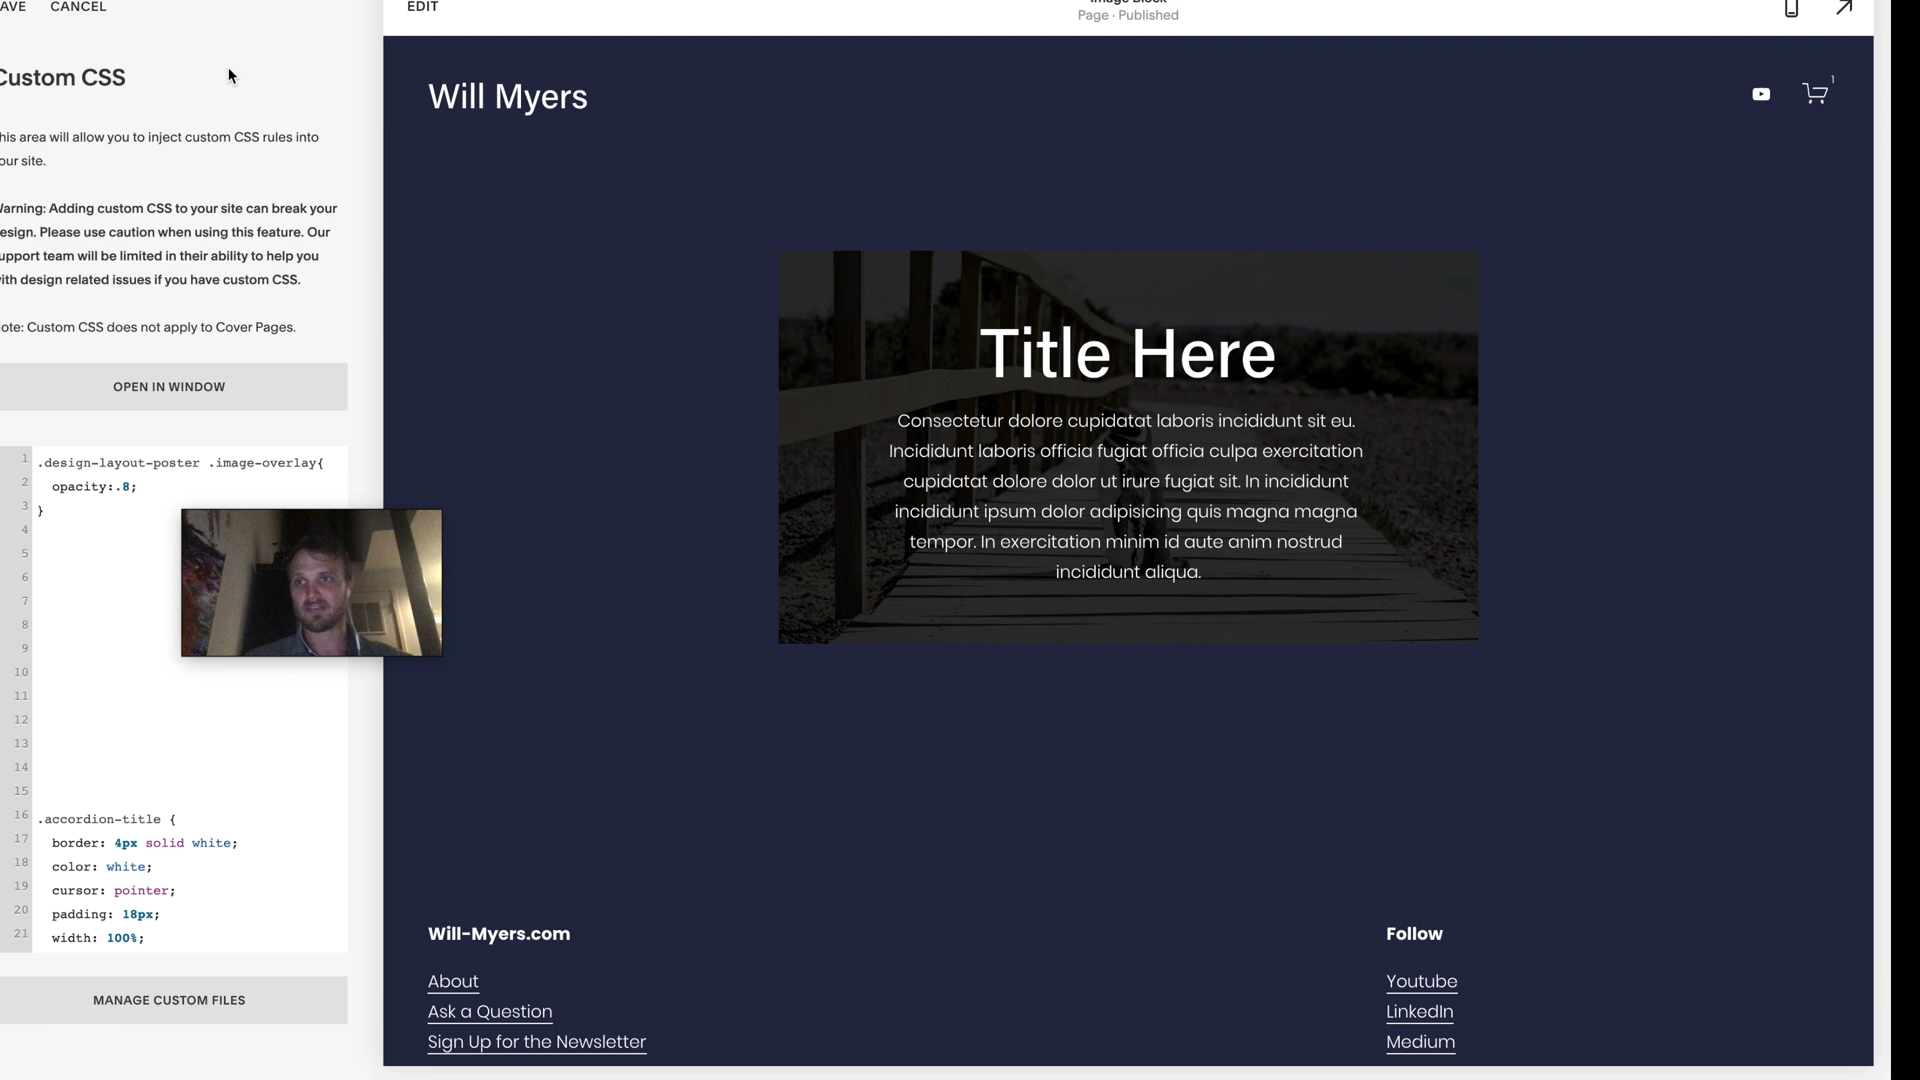 AVE CANCEL
EDIT
Image Block
Page · Published
Custom CSS
his area will allow you to inject custom CSS rules into
our site.
Warning: Adding custom CSS to your site can break your
esign. Please use caution when using this feature. Our
upport team will be limited in their ability to help you
ith design related issues if you have custom CSS.
ote: Custom CSS does not apply to Cover Pages.
OPEN IN WINDOW
1 .design-layout-poster .image-overlay{
2 opacity:.8;
3 }
4
5
6
7
8
9
10
11
12
13
14
15
16 .accordion-title {
17 border: 4px solid white;
18 color: white;
19 cursor: pointer;
20 padding: 18px;
21 width: 100%;
MANAGE CUSTOM FILES
Will Myers
1
Title Here
Consectetur dolore cupidatat laboris incididunt sit eu.
Incididunt laboris officia fugiat officia culpa exercitation
cupidatat dolore dolor ut irure fugiat sit. In incididunt
incididunt ipsum dolor adipisicing quis magna magna
tempor. In exercitation minim id aute anim nostrud
incididunt aliqua.
Will-Myers.com
About
Ask a Question
Sign Up for the Newsletter
Follow
Youtube
LinkedIn
Medium